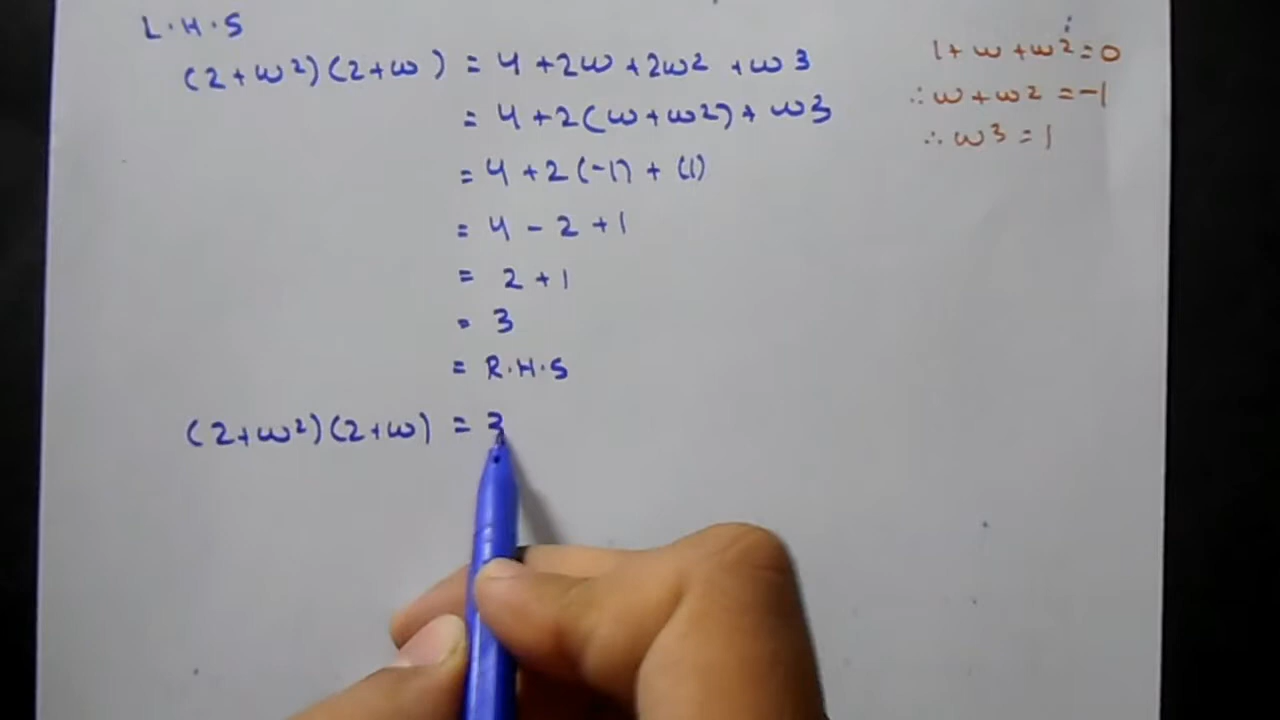 L.H.S
(2+ω²)(2+ω) = 4+2ω+2ω2+ω3
= 4+2(ω+ω2)+ω3
= 4+2(-1)+(1)
= 4-2+1
= 2+1
= 3
= R.H.S
(2+ω²)(2+ω) = 3
1+ω+ω2=0
∴ω+ω2=-1
∴ω3=1